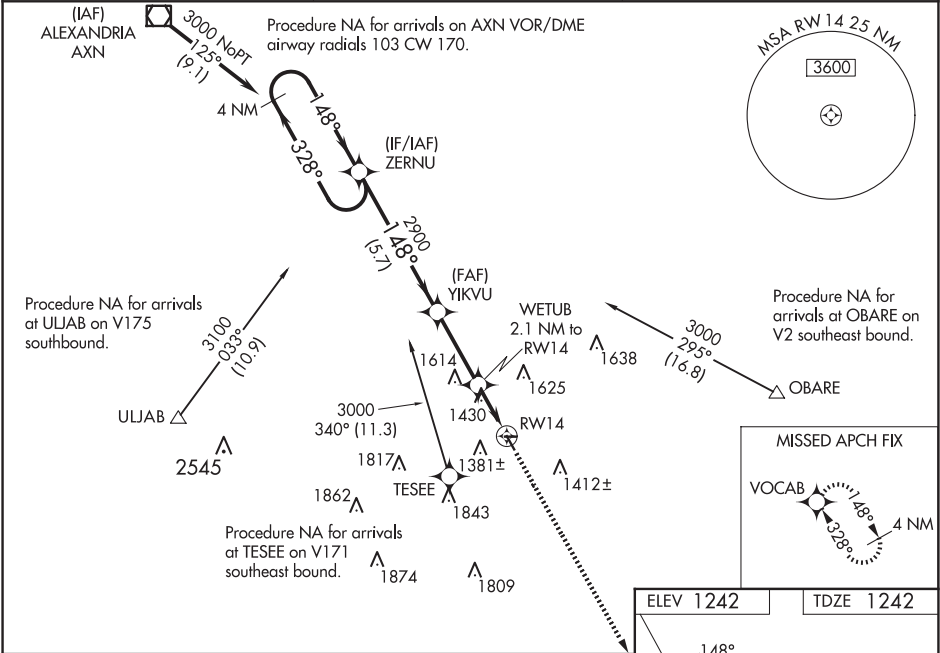 (IAF)
ALEXANDRIA
AXN
3000 NoPT
125°
(9.1)
Procedure NA for arrivals on AXN VOR/DME
airway radials 103 CW 170.
MSA RW 14 25 NM
3600
4 NM
148°
328°
(IF/IAF)
ZERNU
2900
148°
(5.7)
(FAF)
YIKVU
Procedure NA for arrivals
at ULJAB on V175
southbound.
3100
033°
(10.9)
ULJAB
2545
WETUB
2.1 NM to
RW14
1614
1430
1625
1638
Procedure NA for
arrivals at OBARE on
V2 southeast bound.
3000
295°
(16.8)
OBARE
3000
340° (11.3)
RW14
1817
1381±
1412±
TESEE
1862
1843
Procedure NA for arrivals
at TESEE on V171
southeast bound.
1874
1809
MISSED APCH FIX
VOCAB
148°
328°
4 NM
ELEV 1242
TDZE 1242
148°